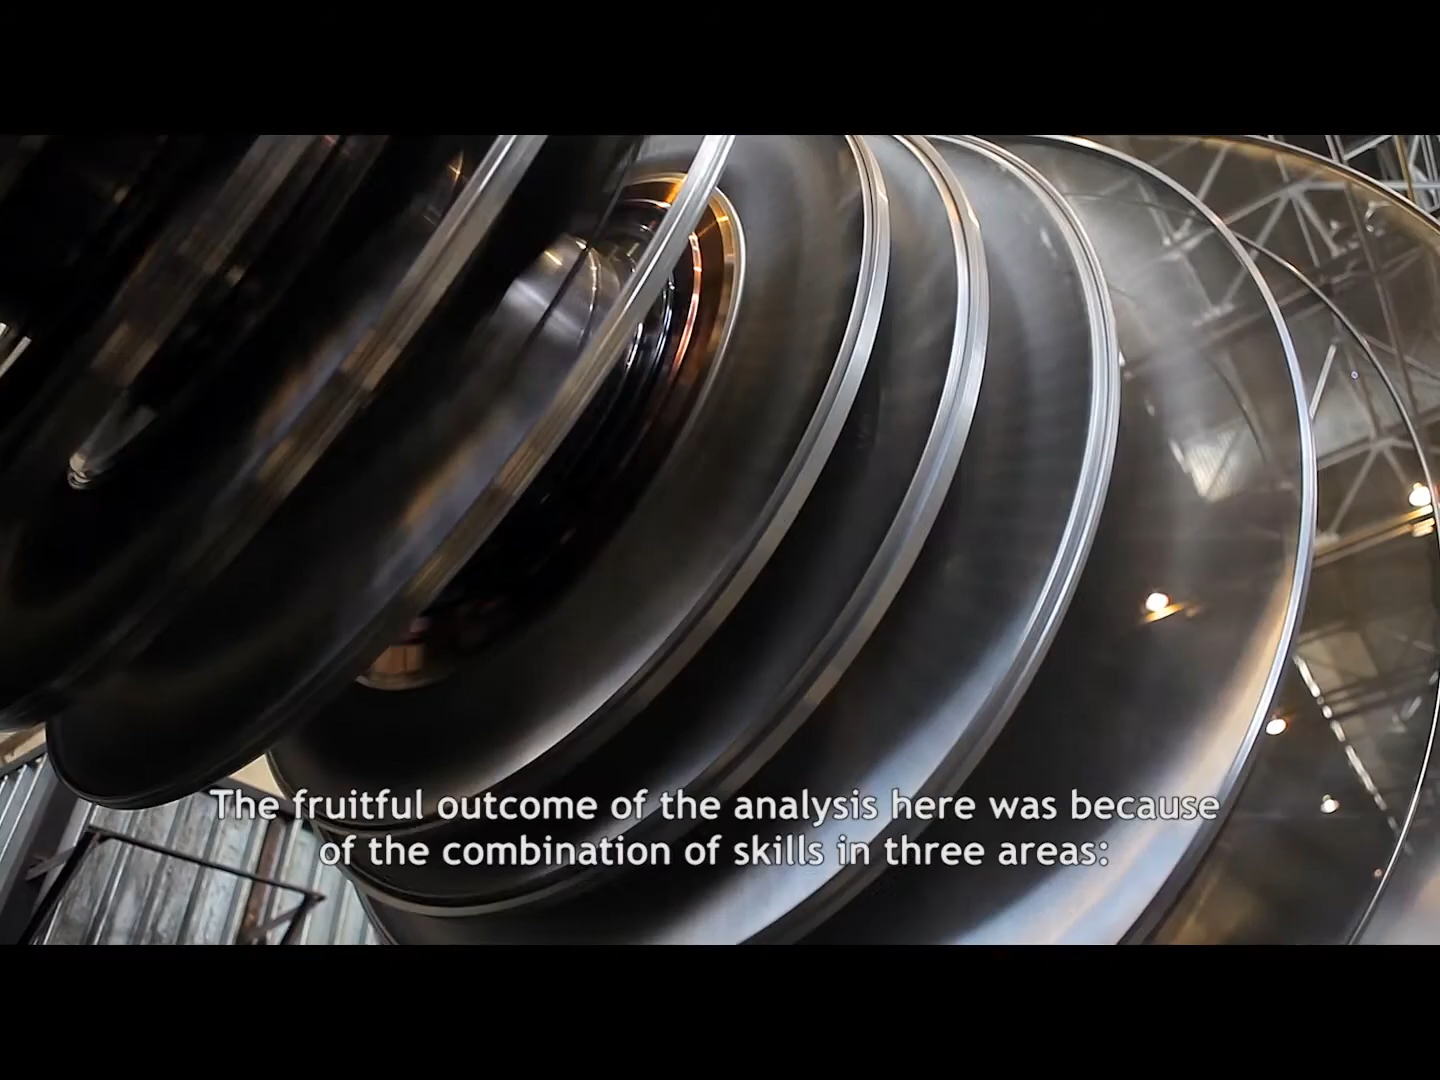 The fruitful outcome of the analysis here was because
of the combination of skills in three areas: